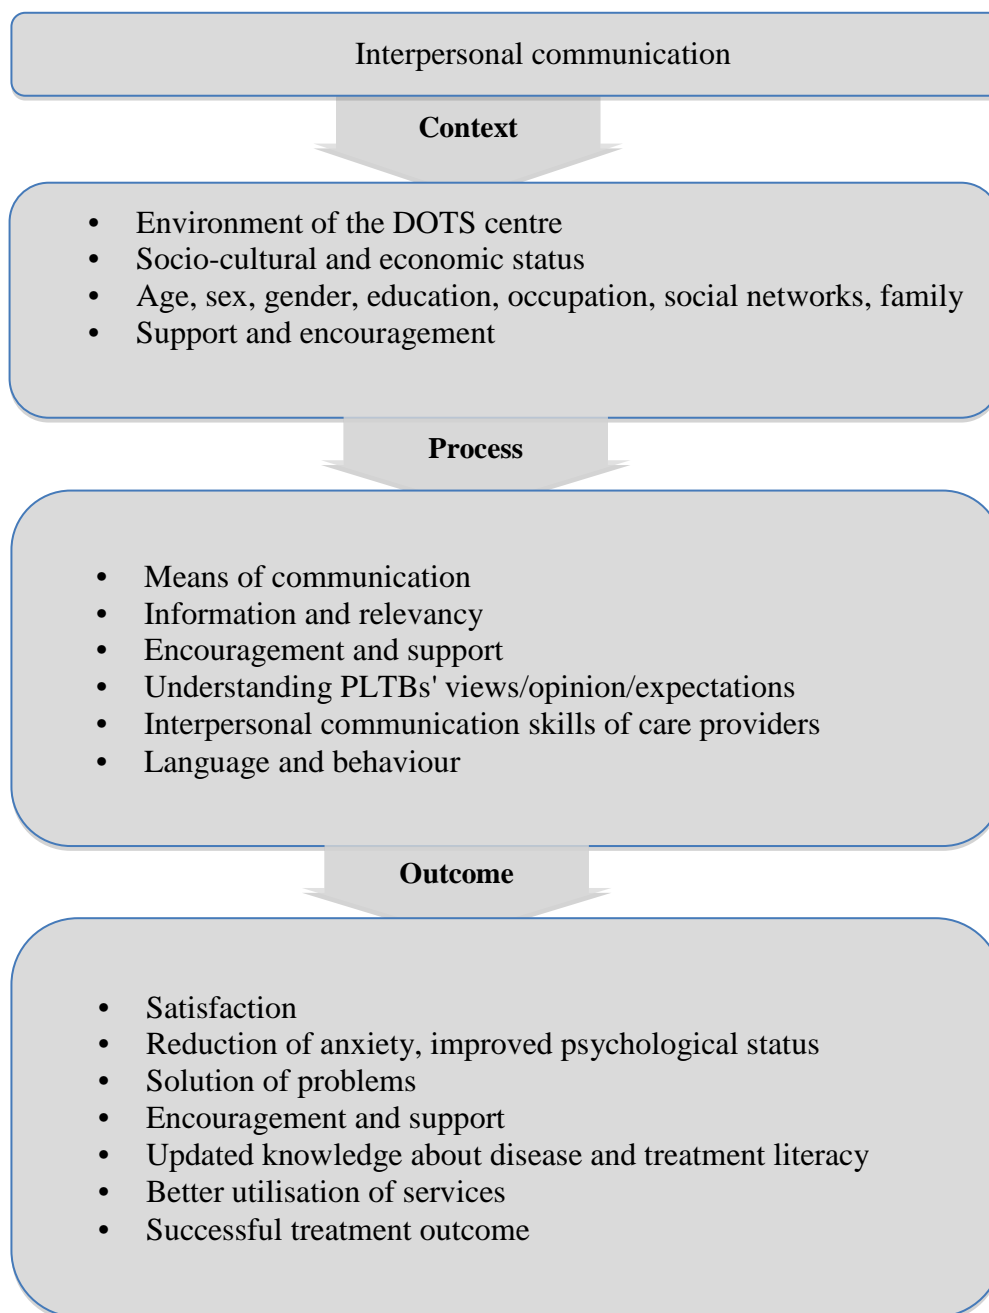 Interpersonal communication
Context
• Environment of the DOTS centre
• Socio-cultural and economic status
• Age, sex, gender, education, occupation, social networks, family
• Support and encouragement
Process
• Means of communication
• Information and relevancy
• Encouragement and support
• Understanding PLTBs' views/opinion/expectations
• Interpersonal communication skills of care providers
• Language and behaviour
Outcome
• Satisfaction
• Reduction of anxiety, improved psychological status
• Solution of problems
• Encouragement and support
• Updated knowledge about disease and treatment literacy
• Better utilisation of services
• Successful treatment outcome